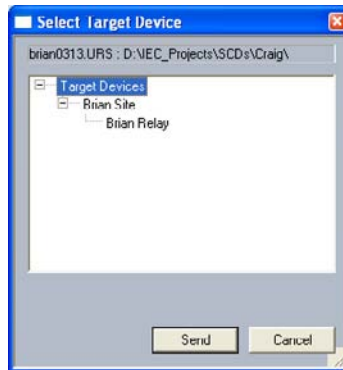 Select Target Device
brian0313.URS : D:\IEC_Projects\SCDs\Craig\
Target Devices
Brian Site
Brian Relay
Send
Cancel